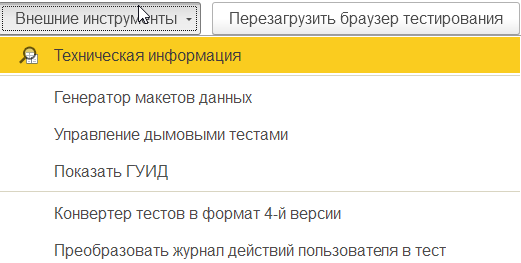 Внешние инструменты
Перезагрузить браузер тестирования
Техническая информация
Генератор макетов данных
Управление дымовыми тестами
Показать ГУИД
Конвертер тестов в формат 4-й версии
Преобразовать журнал действий пользователя в тест